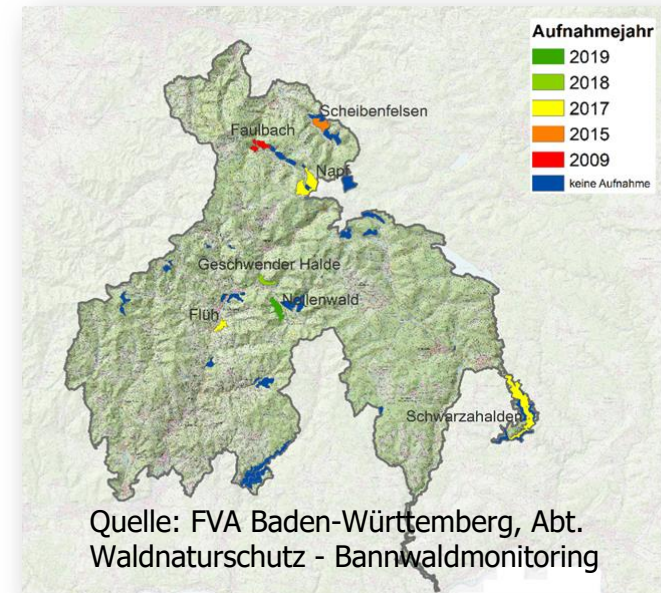 Aufnahmejahr
2019
2018
2017
2015
2009
keine Aufnahme
Scheibenfelsen
Faulbach
Napf
Geschwender Halde
Nollenwald
Flüh
Schwarzahalden
Quelle: FVA Baden-Württemberg, Abt.
Waldnaturschutz - Bannwaldmonitoring